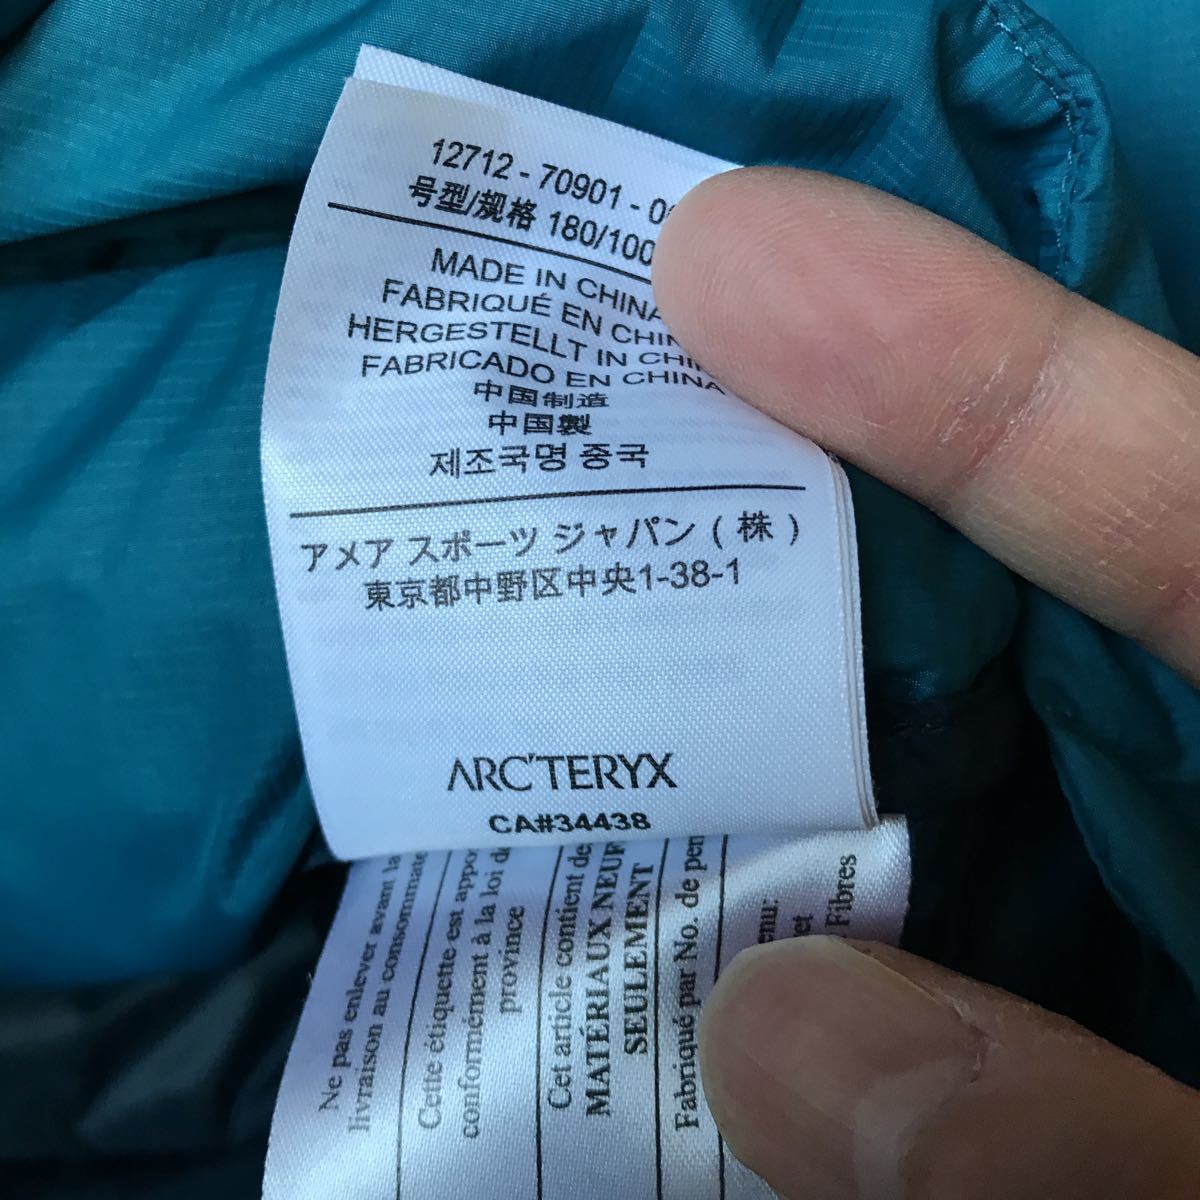 12712 - 70901 -
号型/规格 180/100
MADE IN CHINA
FABRIQUÉ EN
HERGESTELLT IN
FABRICADO EN CHINA
中国制造
中国製
제조국명 중국
アメア スポーツ ジャパン ( 株 )
東京都中野区中央1-38-1
ARC'TERYX
CA#34438
Ne pas enlever avant la
livraison au consommate
Cette étiquette est appo
conformément à la loi de
province
Cet article contient de
MATÉRIAUX NEUF
SEULEMENT
Fabriqué par No. de
Fibres